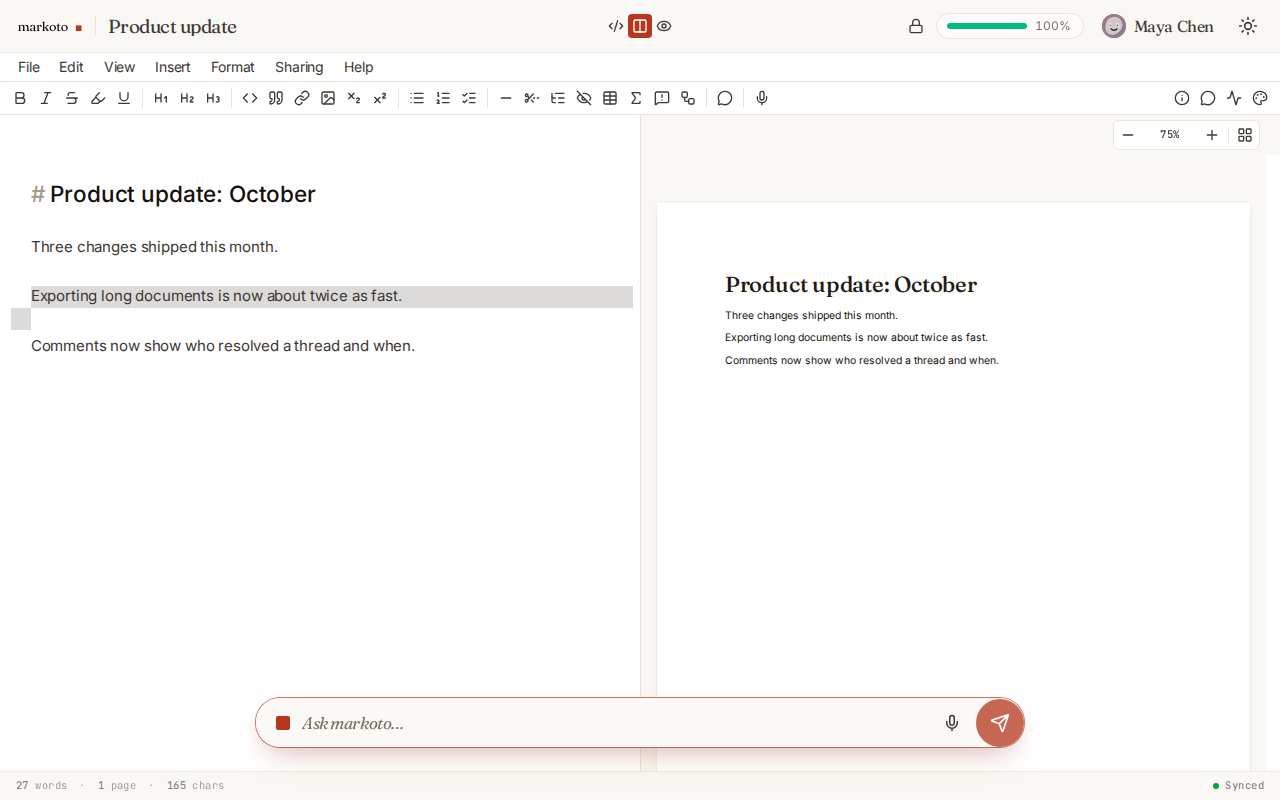 markoto
Product update
100%
Maya Chen
File Edit View Insert Format Sharing Help
H1 H2 H3
75%
# Product update: October
Three changes shipped this month.
Exporting long documents is now about twice as fast.
Comments now show who resolved a thread and when.
Product update: October
Three changes shipped this month.
Exporting long documents is now about twice as fast.
Comments now show who resolved a thread and when.
Ask markoto...
27 words · 1 page · 165 chars
Synced